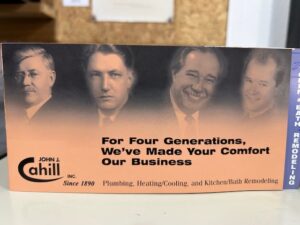 For Four Generations,
We've Made Your Comfort
Our Business
JOHN J.
Cahill
INC.
Since 1890
Plumbing, Heating/Cooling, and Kitchen/Bath Remodeling
BATH REMODELING